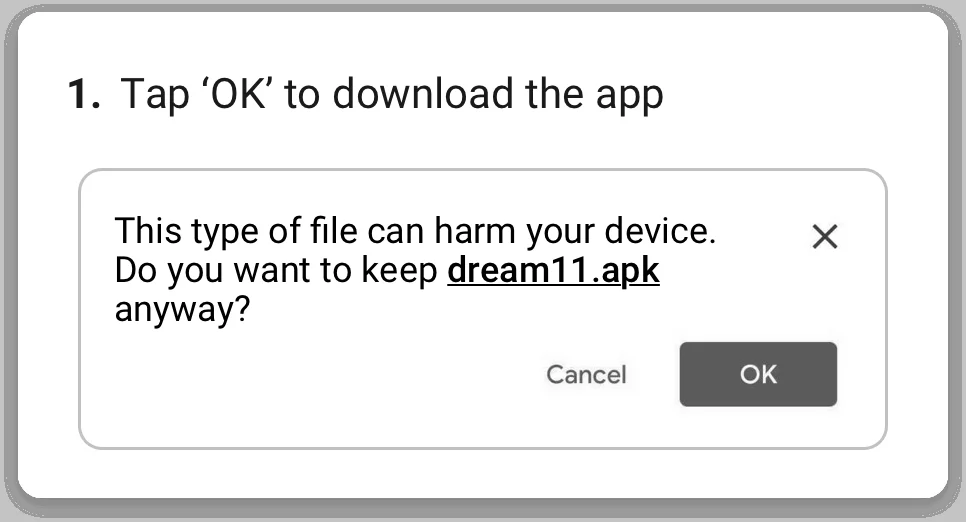 1. Tap ‘OK’ to download the app
This type of file can harm your device.
Do you want to keep dream11.apk
anyway?
Cancel
OK